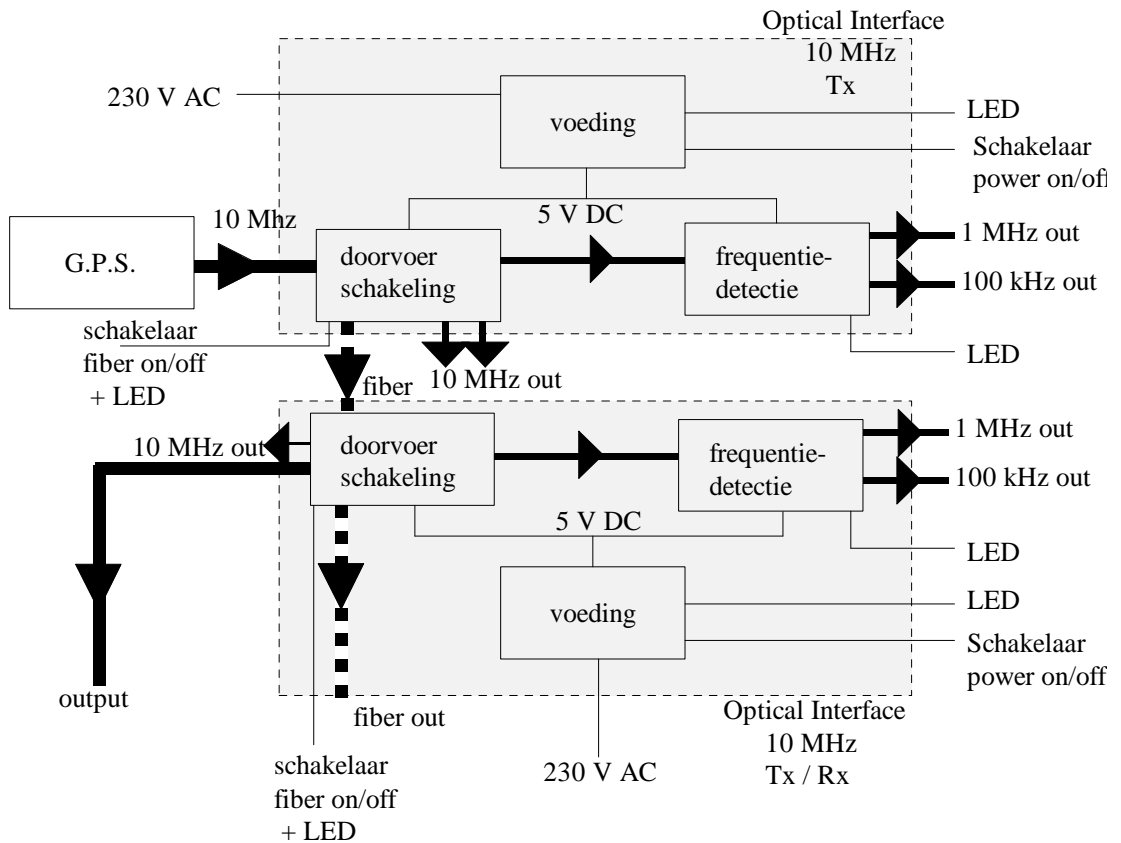 Optical Interface
10 MHz
Tx
230 V AC
voeding
LED
Schakelaar
power on/off
5 V DC
10 Mhz
G.P.S.
doorvoer
schakeling
frequentie-
detectie
1 MHz out
100 kHz out
schakelaar
fiber on/off
+ LED
LED
10 MHz out
fiber
10 MHz out
doorvoer
schakeling
frequentie-
detectie
1 MHz out
100 kHz out
5 V DC
LED
voeding
LED
Schakelaar
power on/off
output
fiber out
Optical Interface
10 MHz
Tx / Rx
230 V AC
schakelaar
fiber on/off
+ LED